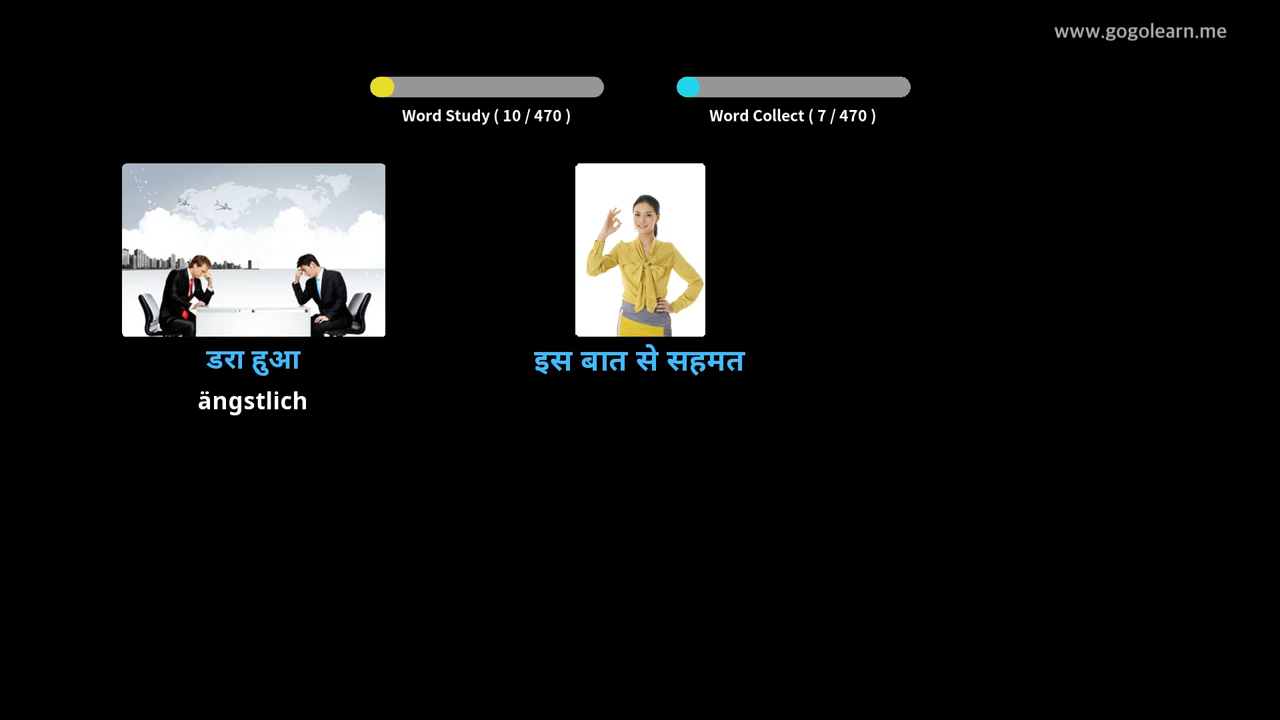 www.gogolearn.me
Word Study ( 10 / 470 )
Word Collect ( 7 / 470 )
डरा हुआ
ängstlich
इस बात से सहमत